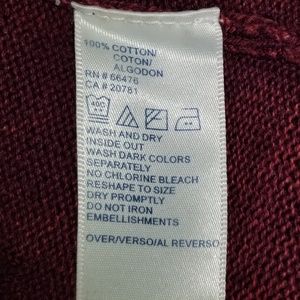 100% COTTON/
COTON/
ALGODON
RN # 66476
CA # 20781
40C
WASH AND DRY
INSIDE OUT
WASH DARK COLORS
SEPARATELY
NO CHLORINE BLEACH
RESHAPE TO SIZE
DRY PROMPTLY
DO NOT IRON
EMBELLISHMENTS
OVER/VERSO/AL REVERSO